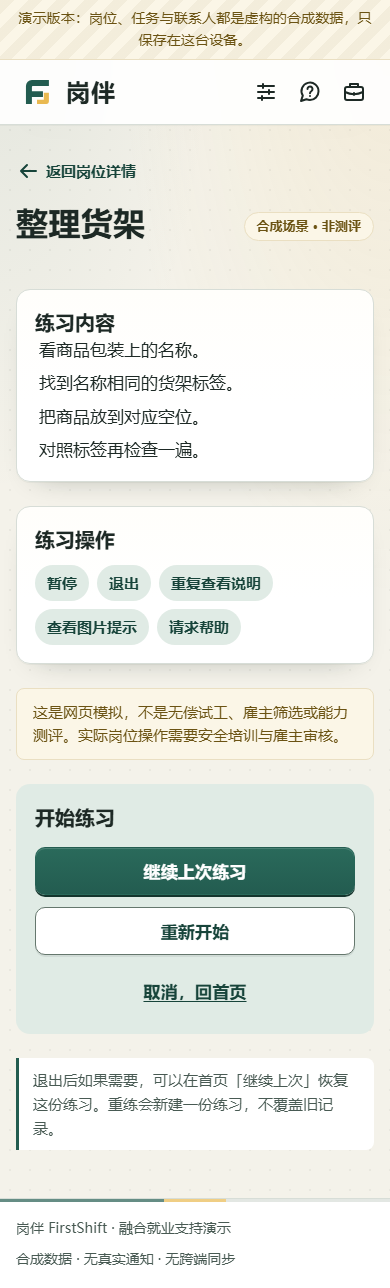 演示版本：岗位、任务与联系人都是虚构的合成数据，只
保存在这台设备。
岗伴
返回岗位详情
整理货架
合成场景 • 非测评
练习内容
看商品包装上的名称。
找到名称相同的货架标签。
把商品放到对应空位。
对照标签再检查一遍。
练习操作
暂停
退出
重复查看说明
查看图片提示
请求帮助
这是网页模拟，不是无偿试工、雇主筛选或能力
测评。实际岗位操作需要安全培训与雇主审核。
开始练习
继续上次练习
重新开始
取消，回首页
退出后如果需要，可以在首页「继续上次」恢复
这份练习。重练会新建一份练习，不覆盖旧记
录。
岗伴 FirstShift · 融合就业支持演示
合成数据 · 无真实通知 · 无跨端同步